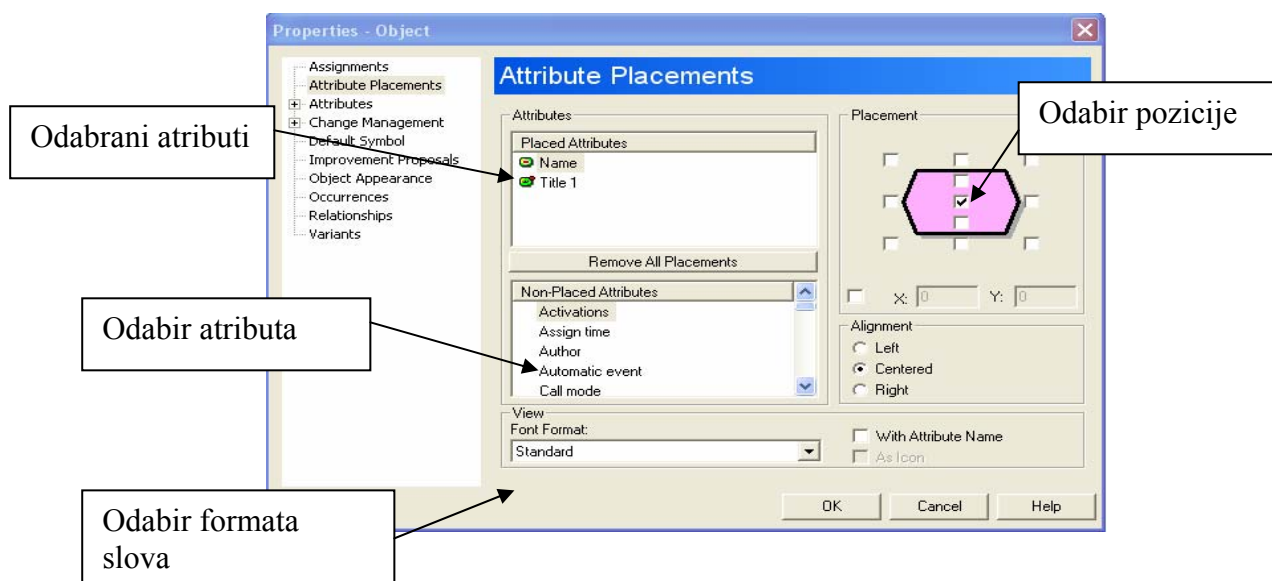 Properties - Object
Assignments
Attribute Placements
Attributes
Change Management
Default Symbol
Improvement Proposals
Object Appearance
Occurrences
Relationships
Variants
Attribute Placements
Attributes
Placed Attributes
Name
Title 1
Remove All Placements
Non-Placed Attributes
Activations
Assign time
Author
Automatic event
Call mode
Placement
X: 0 Y: 0
Alignment
Left
Centered
Right
View
Font Format:
Standard
With Attribute Name
As Icon
OK Cancel Help
Odabrani atributi
Odabir pozicije
Odabir atributa
Odabir formata
slova